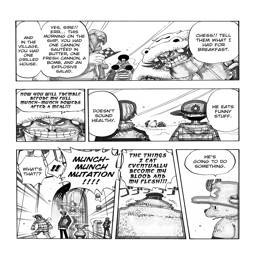 CHESS!! TELL
THEM WHAT I
HAD FOR
BREAKFAST.
YES, SIRE!!
ERR... THIS
MORNING ON THE
SHIP, YOU HAD
ONE CANNON
SAUTÉED IN
BUTTER, ONE
FRESH CANNON, A
BOMB, AND AN
EXPLOSIVE
SALAD.
AND IN
THE
VILLAGE,
YOU HAD
ONE
GRILLED
HOUSE.
HE EATS
FUNNY
STUFF.
DOESN'T
SOUND
HEALTHY.
NOW YOU WILL TREMBLE
BEFORE MY FULL
MUNCH-MUNCH POWERS
AFTER A MEAL!!
HE'S
GOING TO DO
SOMETHING.
THE THINGS
I EAT
EVENTUALLY
BECOME MY
BLOOD AND
MY FLESH!!!
MUNCH-
MUNCH
MUTATION
!!!!
WHAT'S
THAT!?